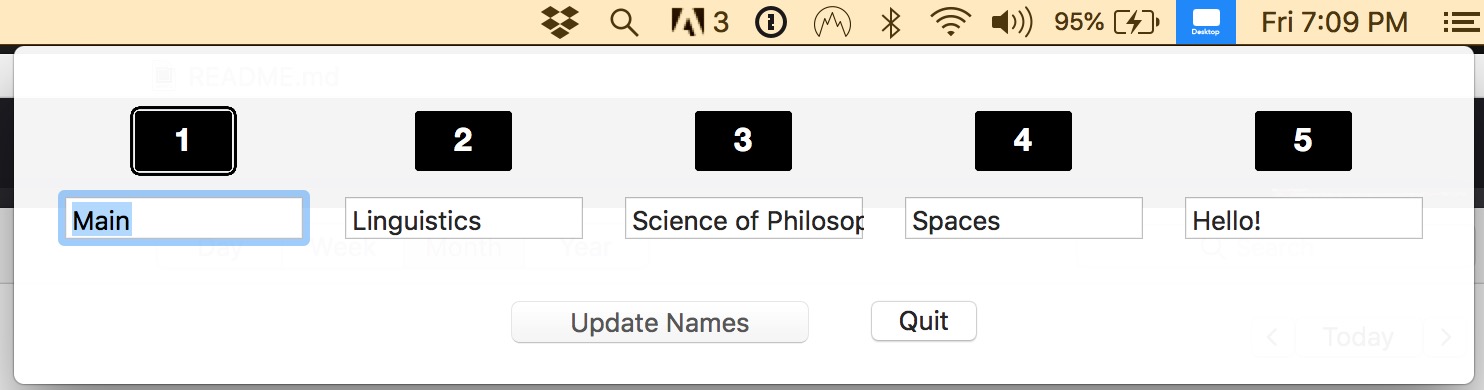 3 95% Desktop Fri 7:09 PM
README.md
1 2 3 4 5
Main Linguistics Science of Philosop Spaces Hello!
Day Week Month Year Search
Update Names Quit
Today